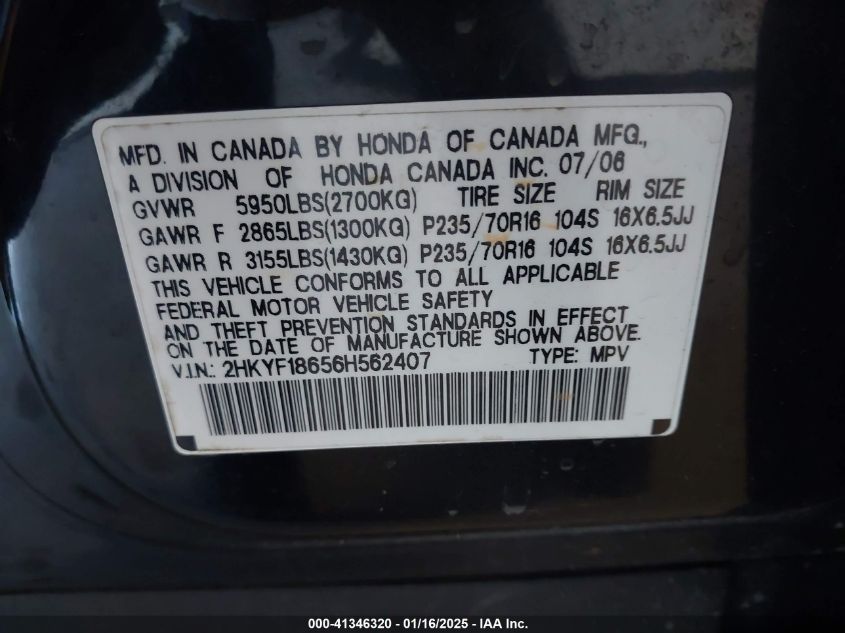 MFD. IN CANADA BY HONDA OF CANADA MFG.,
A DIVISION OF HONDA CANADA INC. 07/06
GVWR 5950LBS(2700KG) TIRE SIZE RIM SIZE
GAWR F 2865LBS(1300KG) P235/70R16 104S 16X6.5JJ
GAWR R 3155LBS(1430KG) P235/70R16 104S 16X6.5JJ
THIS VEHICLE CONFORMS TO ALL APPLICABLE
FEDERAL MOTOR VEHICLE SAFETY
AND THEFT PREVENTION STANDARDS IN EFFECT
ON THE DATE OF MANUFACTURE SHOWN ABOVE.
V.I.N.: 2HKYF18656H562407 TYPE: MPV
000-41346320 - 01/16/2025 - IAA Inc.